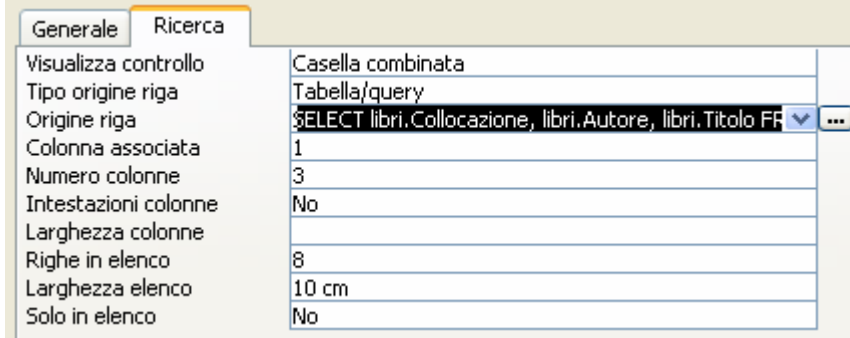 Generale Ricerca
Visualizza controllo Casella combinata
Tipo origine riga Tabella/query
Origine riga SELECT libri.Collocazione, libri.Autore, libri.Titolo FR ...
Colonna associata 1
Numero colonne 3
Intestazioni colonne No
Larghezza colonne
Righe in elenco 8
Larghezza elenco 10 cm
Solo in elenco No